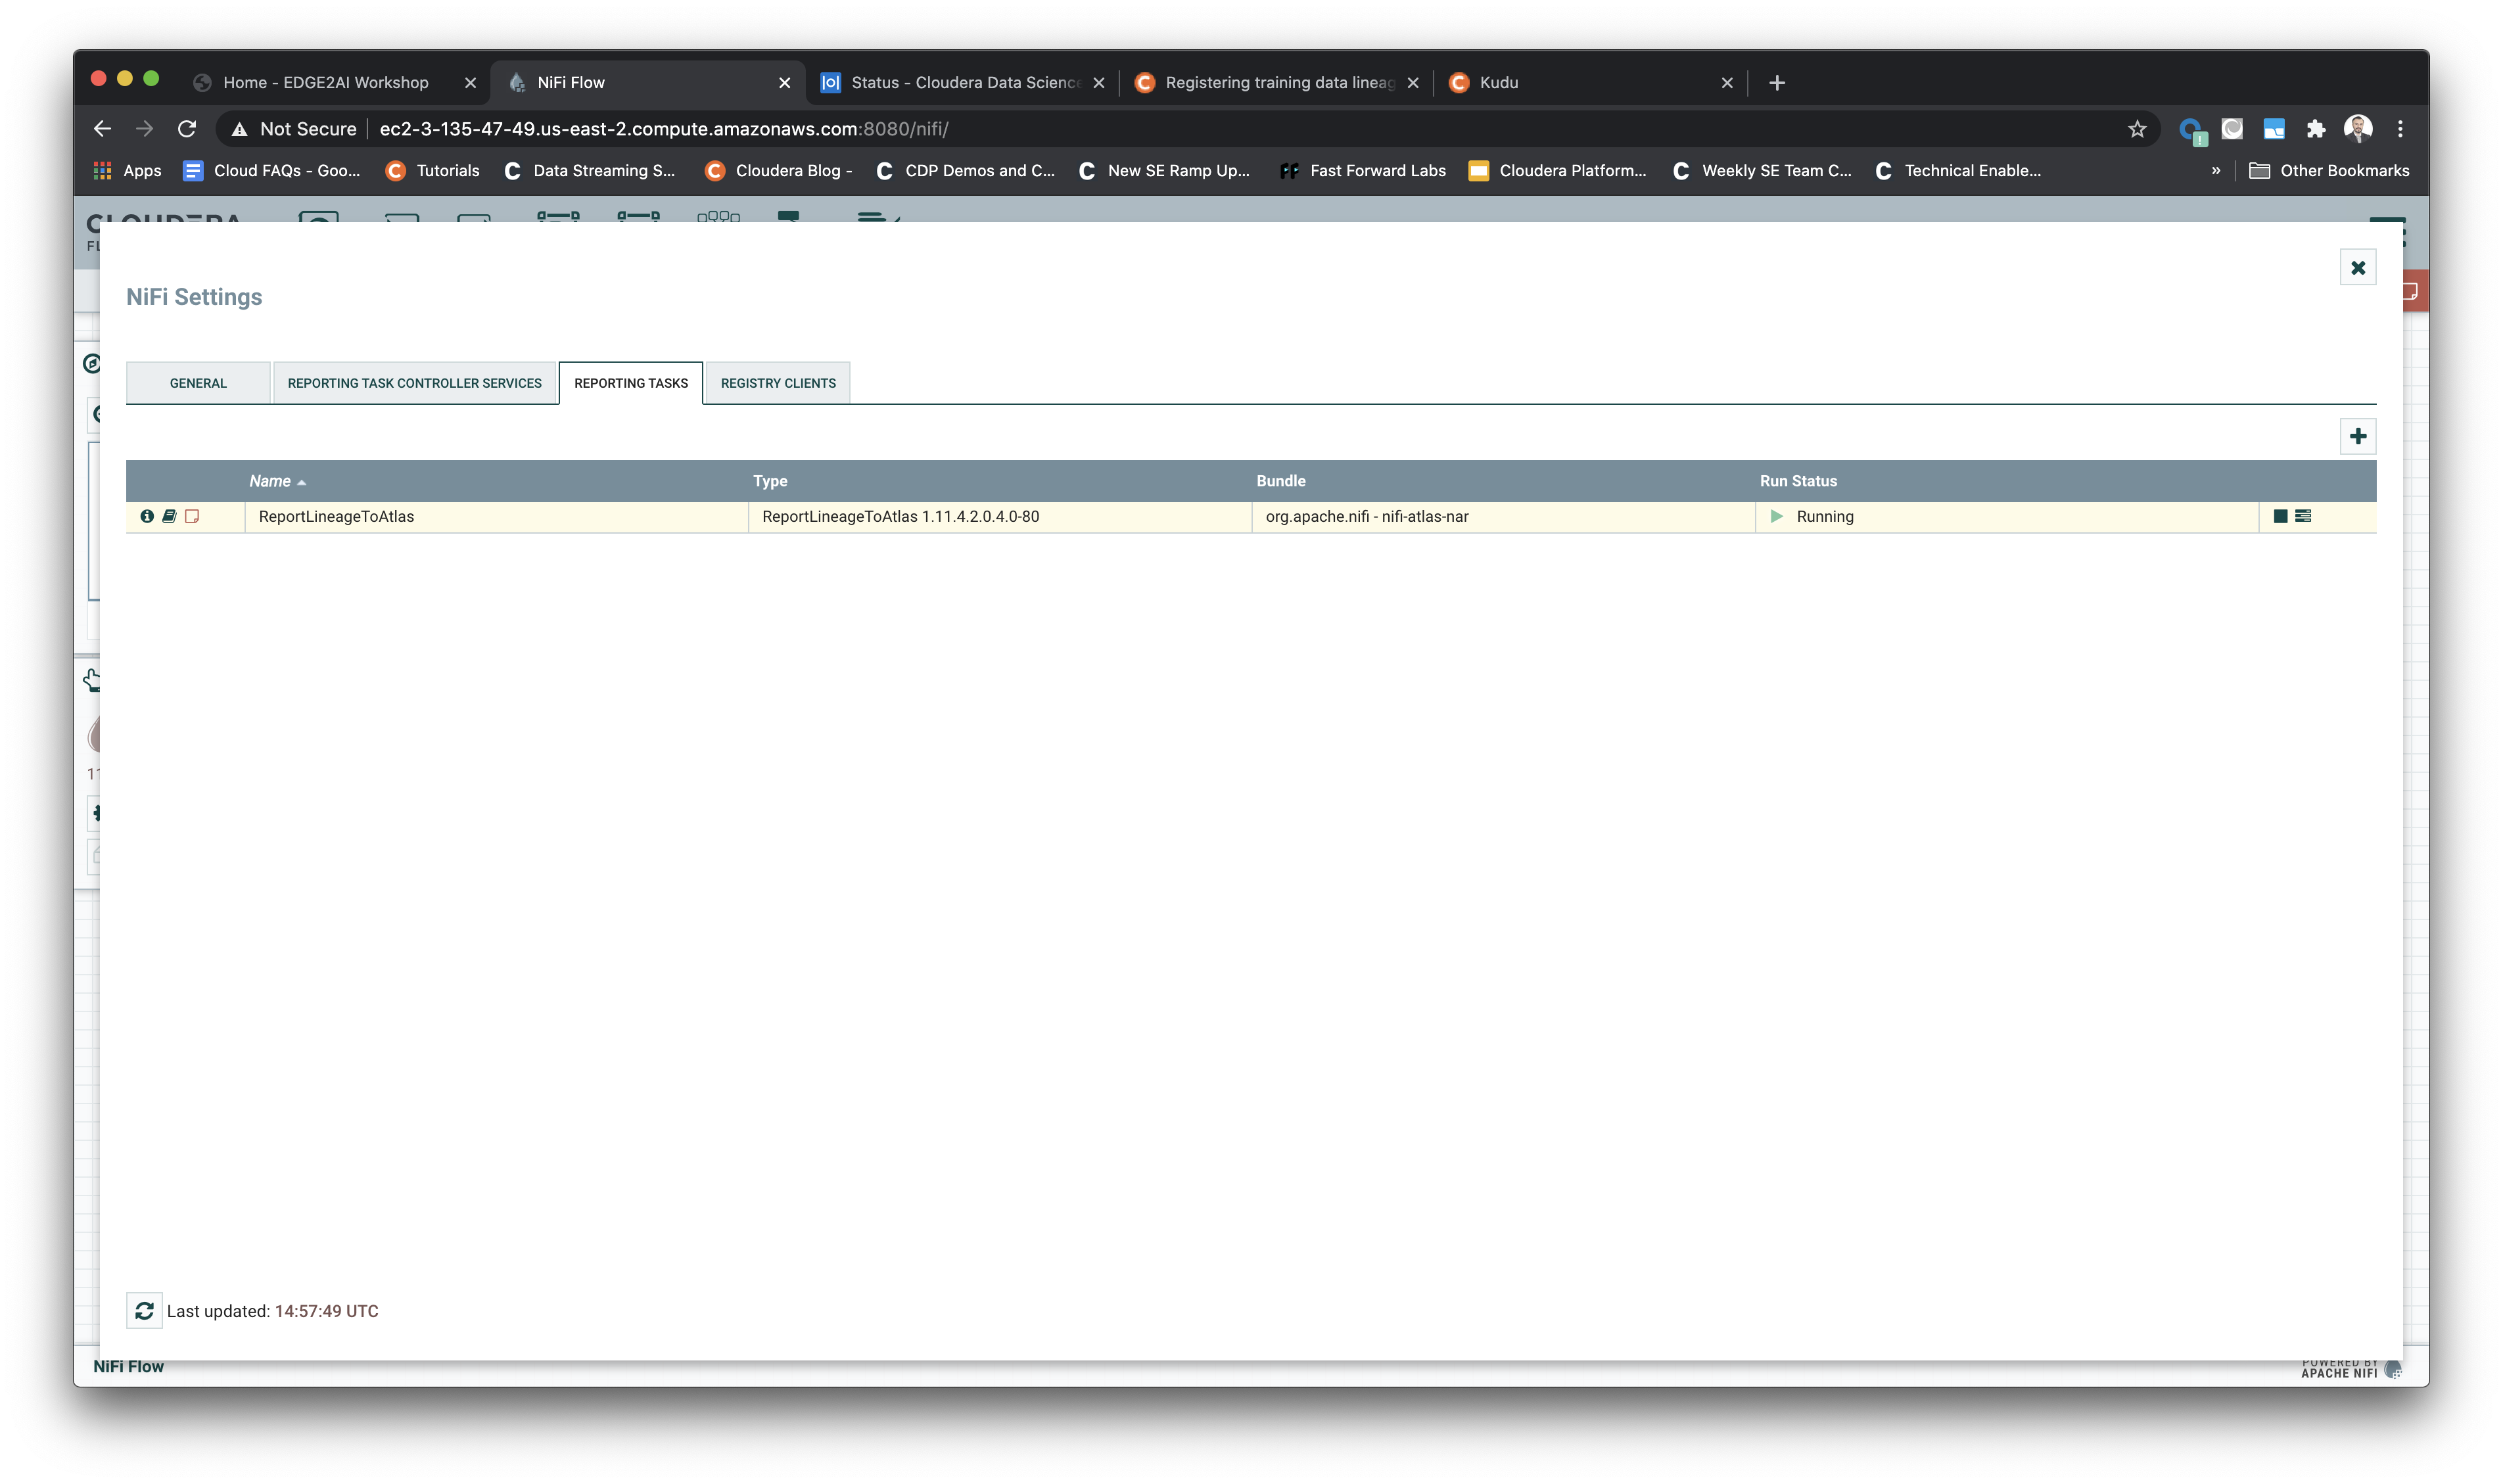 Home - EDGE2AI Workshop
NiFi Flow
Status - Cloudera Data Science
Registering training data lineag
Kudu
Not Secure
ec2-3-135-47-49.us-east-2.compute.amazonaws.com:8080/nifi/
Apps
Cloud FAQs - Goo...
Tutorials
Data Streaming S...
Cloudera Blog -
CDP Demos and C...
New SE Ramp Up...
Fast Forward Labs
Cloudera Platform...
Weekly SE Team C...
Technical Enable...
»
Other Bookmarks
CLOUDERA
NiFi Settings
GENERAL
REPORTING TASK CONTROLLER SERVICES
REPORTING TASKS
REGISTRY CLIENTS
Name
Type
Bundle
Run Status
ReportLineageToAtlas
ReportLineageToAtlas 1.11.4.2.0.4.0-80
org.apache.nifi - nifi-atlas-nar
Running
Last updated: 14:57:49 UTC
NiFi Flow
POWERED BY
APACHE NIFI